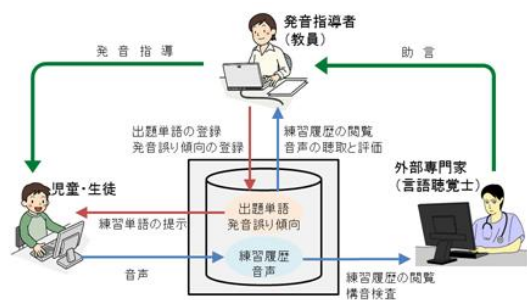 発音指導者
(教員)
発音指導
助言
出題単語の登録
発音誤り傾向の登録
練習履歴の閲覧
音声の聴取と評価
外部専門家
(言語聴覚士)
児童・生徒
出題単語
発音誤り傾向
練習単語の提示
練習履歴
音声
音声
練習履歴の閲覧
構音検査